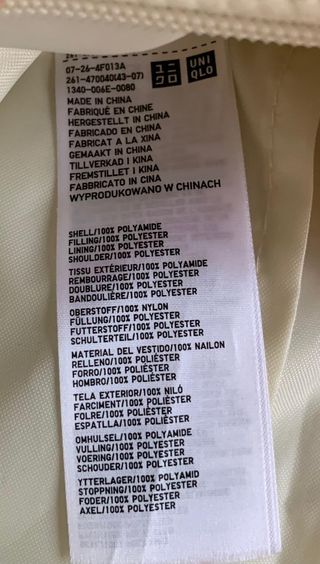 07-26-4F013A
261-470040(43-07)
1340-006E-0080
ユニ
クロ
UNI
QLO
MADE IN CHINA
FABRIQUÉ EN CHINE
HERGESTELLT IN CHINA
FABRICADO EN CHINA
FABRICAT A LA XINA
GEMAAKT IN CHINA
TILLVERKAD I KINA
FREMSTILLET I KINA
FABBRICATO IN CINA
WYPRODUKOWANO W CHINACH
SHELL/100% POLYAMIDE
FILLING/100% POLYESTER
LINING/100% POLYESTER
SHOULDER/100% POLYESTER
TISSU EXTÉRIEUR/100% POLYAMIDE
REMBOURRAGE/100% POLYESTER
DOUBLURE/100% POLYESTER
BANDOULIÈRE/100% POLYESTER
OBERSTOFF/100% NYLON
FÜLLUNG/100% POLYESTER
FUTTERSTOFF/100% POLYESTER
SCHULTERTEIL/100% POLYESTER
MATERIAL DEL VESTIDO/100% NAILON
RELLENO/100% POLIÉSTER
FORRO/100% POLIÉSTER
HOMBRO/100% POLIÉSTER
TELA EXTERIOR/100% NILÓ
FARCIMENT/100% POLIÈSTER
FOLRE/100% POLIÈSTER
ESPATLLA/100% POLIÈSTER
OMHULSEL/100% POLYAMIDE
VULLING/100% POLYESTER
VOERING/100% POLYESTER
SCHOUDER/100% POLYESTER
YTTERLAGER/100% POLYAMID
STOPPNING/100% POLYESTER
FODER/100% POLYESTER
AXEL/100% POLYESTER